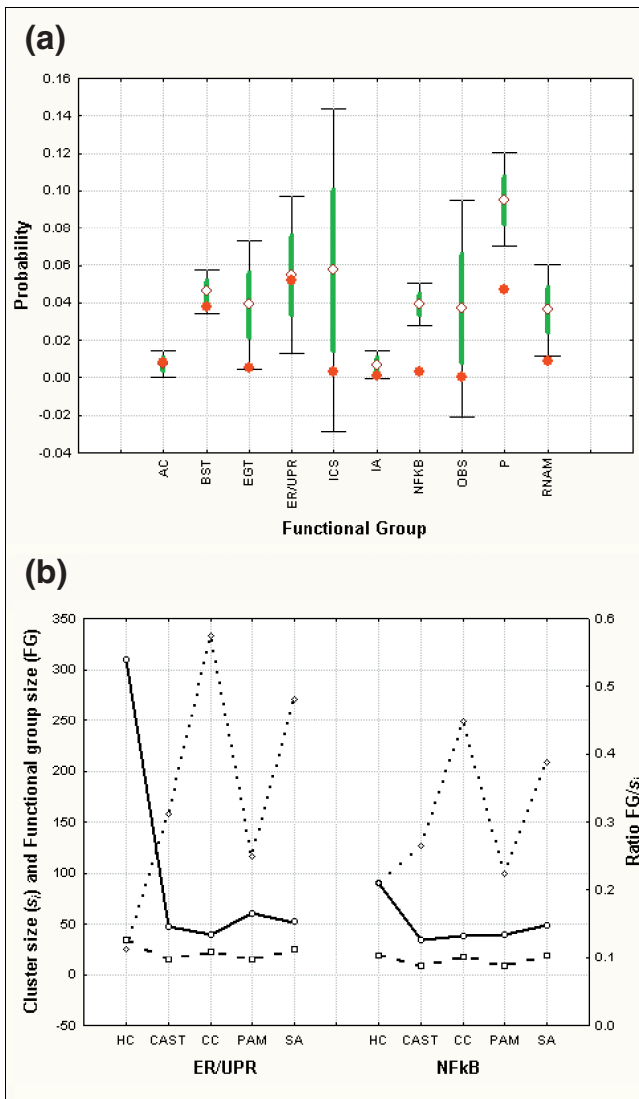 (a)
0.16
0.14
0.12
0.10
0.08
0.06
0.04
0.02
0.00
-0.02
-0.04
Probability
AC
BST
EGT
ER/UPR
ICS
IA
NFKB
OBS
P
RNAM
Functional Group
(b)
350
300
250
200
150
100
50
0
-50
Cluster size (si) and Functional group size (FG)
0.6
0.5
0.4
0.3
0.2
0.1
0.0
Ratio FG/si
HC CAST CC PAM SA HC CAST CC PAM SA
ER/UPR NFkB